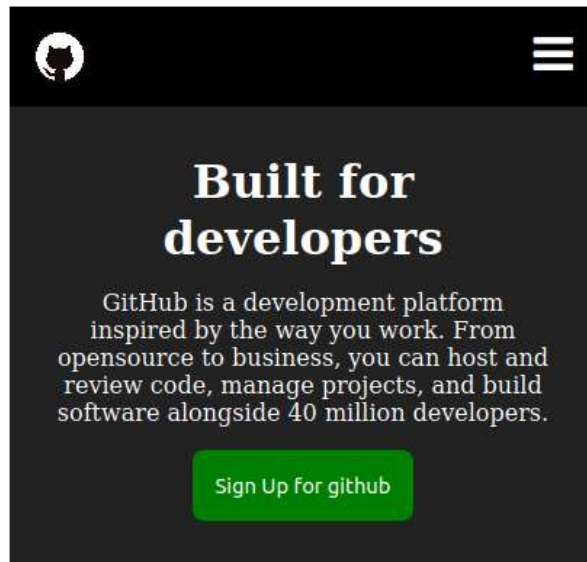 Built for
developers
GitHub is a development platform
inspired by the way you work. From
opensource to business, you can host and
review code, manage projects, and build
software alongside 40 million developers.
Sign Up for github